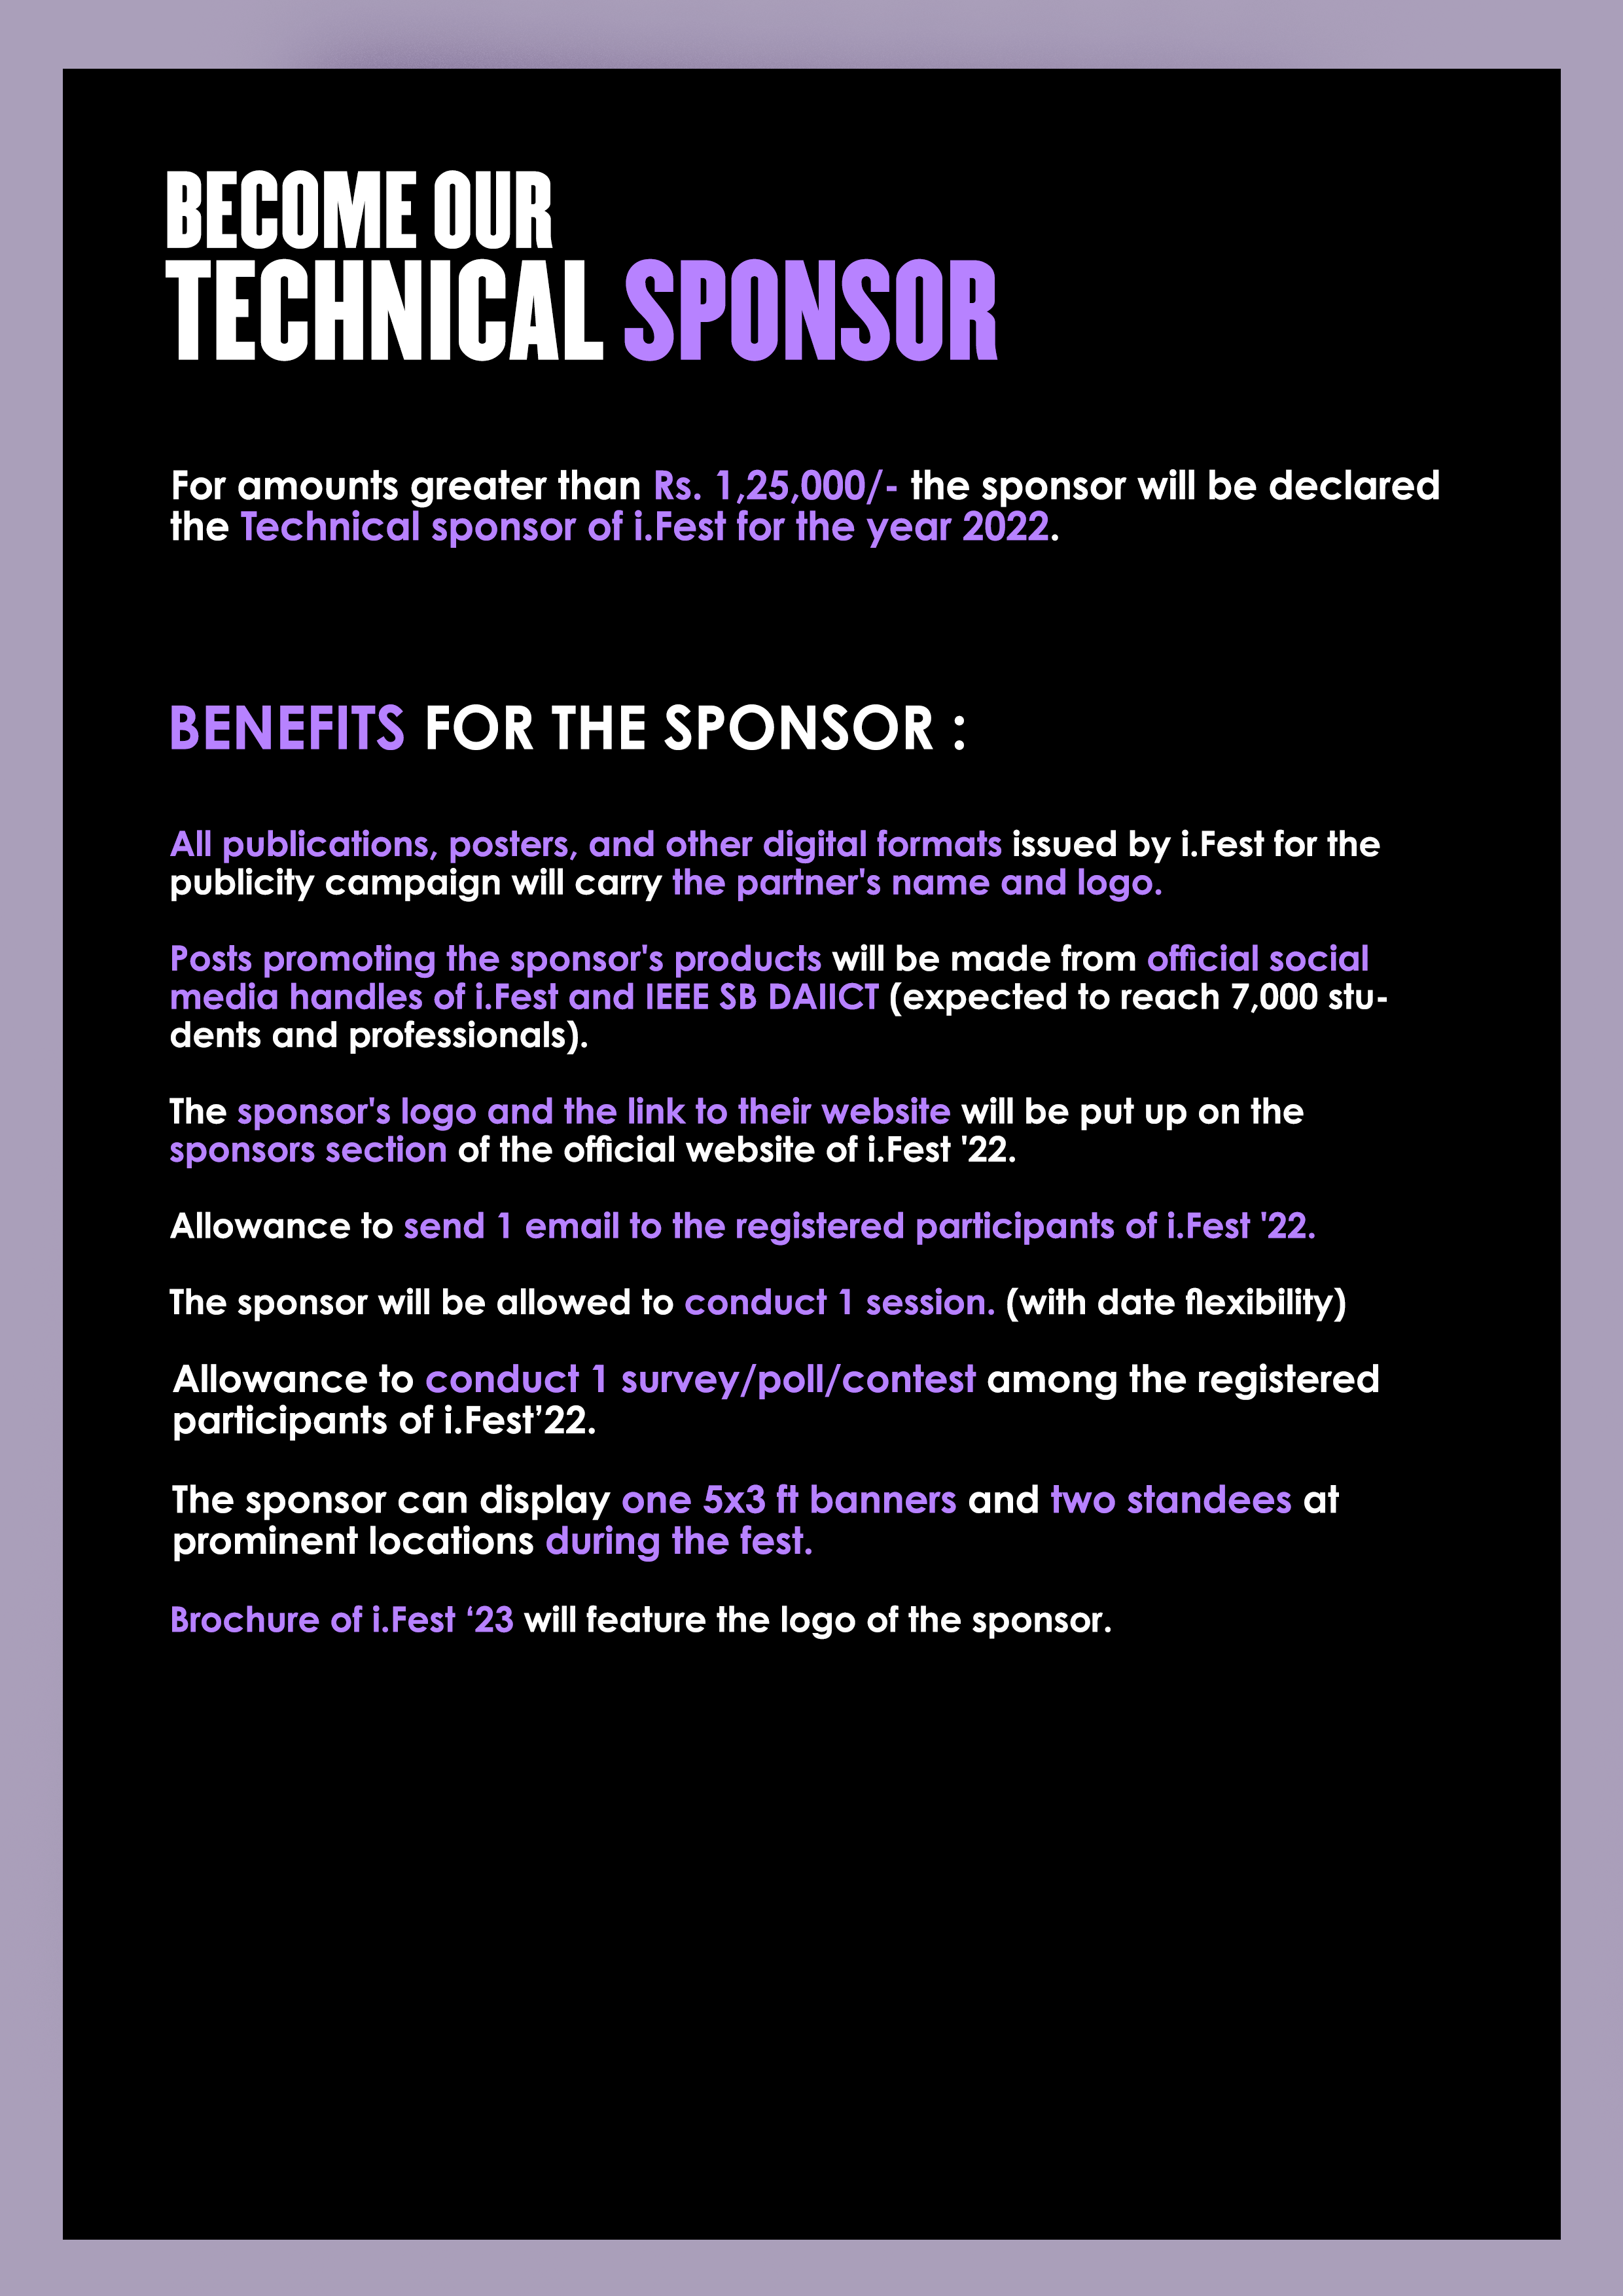 BECOME OUR
TECHNICAL SPONSOR
For amounts greater than Rs. 1,25,000/- the sponsor will be declared
the Technical sponsor of i.Fest for the year 2022.
BENEFITS FOR THE SPONSOR :
All publications, posters, and other digital formats issued by i.Fest for the
publicity campaign will carry the partner's name and logo.
Posts promoting the sponsor's products will be made from official social
media handles of i.Fest and IEEE SB DAIICT (expected to reach 7,000 stu-
dents and professionals).
The sponsor's logo and the link to their website will be put up on the
sponsors section of the official website of i.Fest '22.
Allowance to send 1 email to the registered participants of i.Fest '22.
The sponsor will be allowed to conduct 1 session. (with date flexibility)
Allowance to conduct 1 survey/poll/contest among the registered
participants of i.Fest’22.
The sponsor can display one 5x3 ft banners and two standees at
prominent locations during the fest.
Brochure of i.Fest ‘23 will feature the logo of the sponsor.